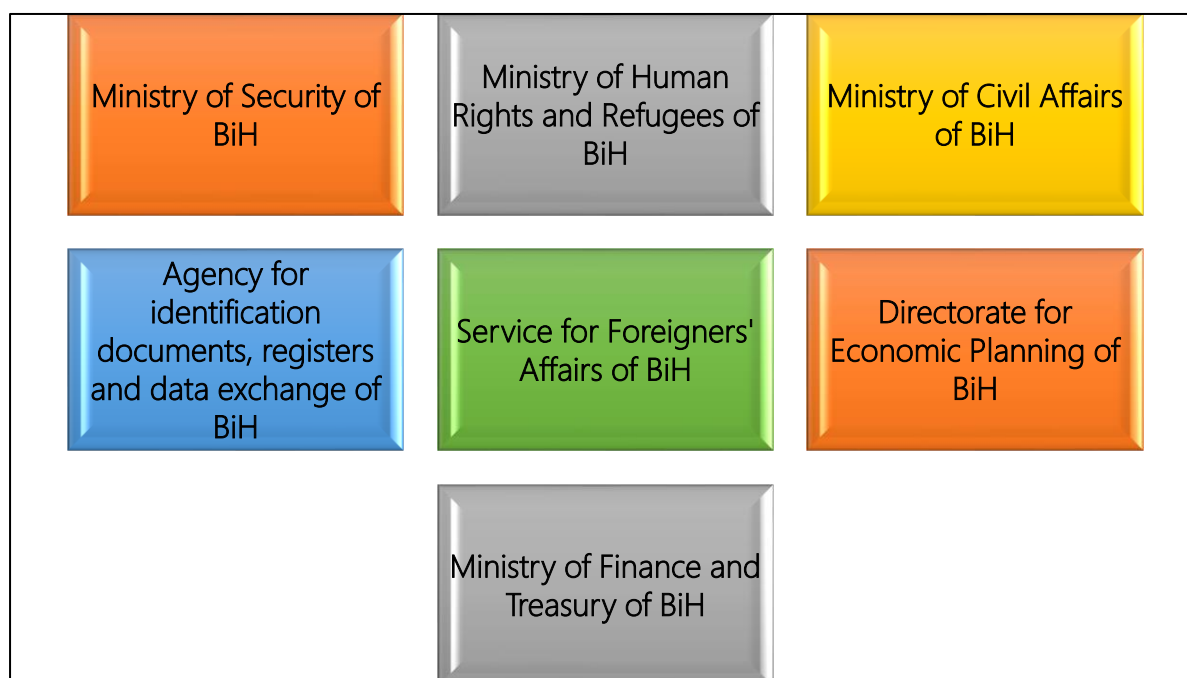 Ministry of Security of
BiH
Ministry of Human
Rights and Refugees of
BiH
Ministry of Civil Affairs
of BiH
Agency for
identification
documents, registers
and data exchange of
BiH
Service for Foreigners'
Affairs of BiH
Directorate for
Economic Planning of
BiH
Ministry of Finance and
Treasury of BiH